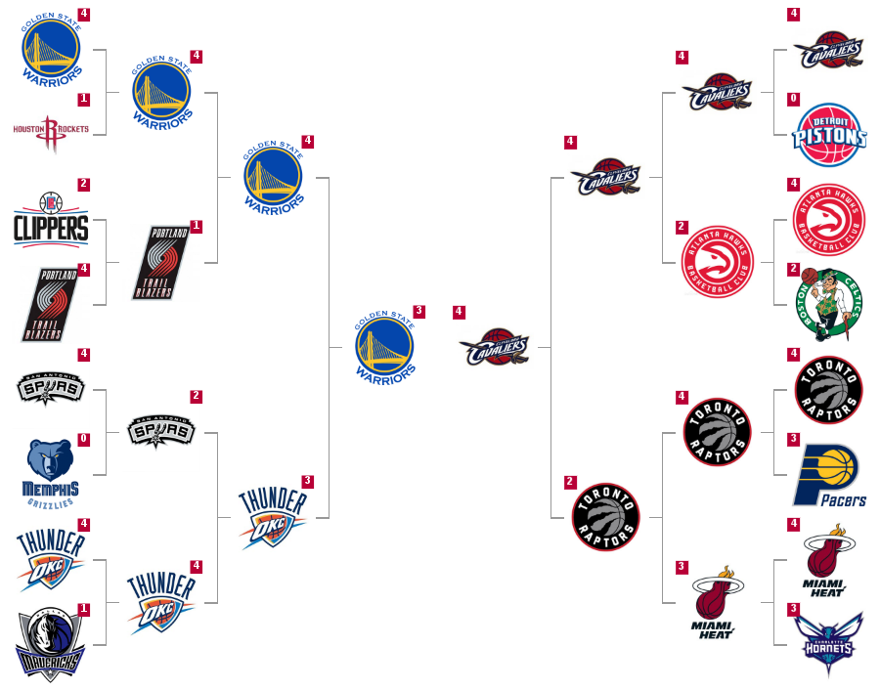 4
GOLDEN STATE
WARRIORS
1
HOUSTON ROCKETS
2
CLIPPERS
4
PORTLAND
TRAIL
BLAZERS
4
SAN ANTONIO
SPURS
0
MEMPHIS
GRIZZLIES
4
THUNDER
OKC
1
DALLAS
MAVERICKS
4
GOLDEN STATE
WARRIORS
1
PORTLAND
TRAIL
BLAZERS
2
SAN ANTONIO
SPURS
4
THUNDER
OKC
4
GOLDEN STATE
WARRIORS
3
THUNDER
OKC
3
GOLDEN STATE
WARRIORS
4
CLEVELAND
CAVALIERS
4
CLEVELAND
CAVALIERS
2
TORONTO
RAPTORS
4
CLEVELAND
CAVALIERS
2
ATLANTA HAWKS
BASKETBALL CLUB
4
TORONTO
RAPTORS
3
MIAMI
HEAT
4
CLEVELAND
CAVALIERS
0
DETROIT
PISTONS
4
ATLANTA HAWKS
BASKETBALL CLUB
2
BOSTON CELTICS
4
TORONTO
RAPTORS
3
Pacers
4
MIAMI
HEAT
3
CHARLOTTE
HORNETS